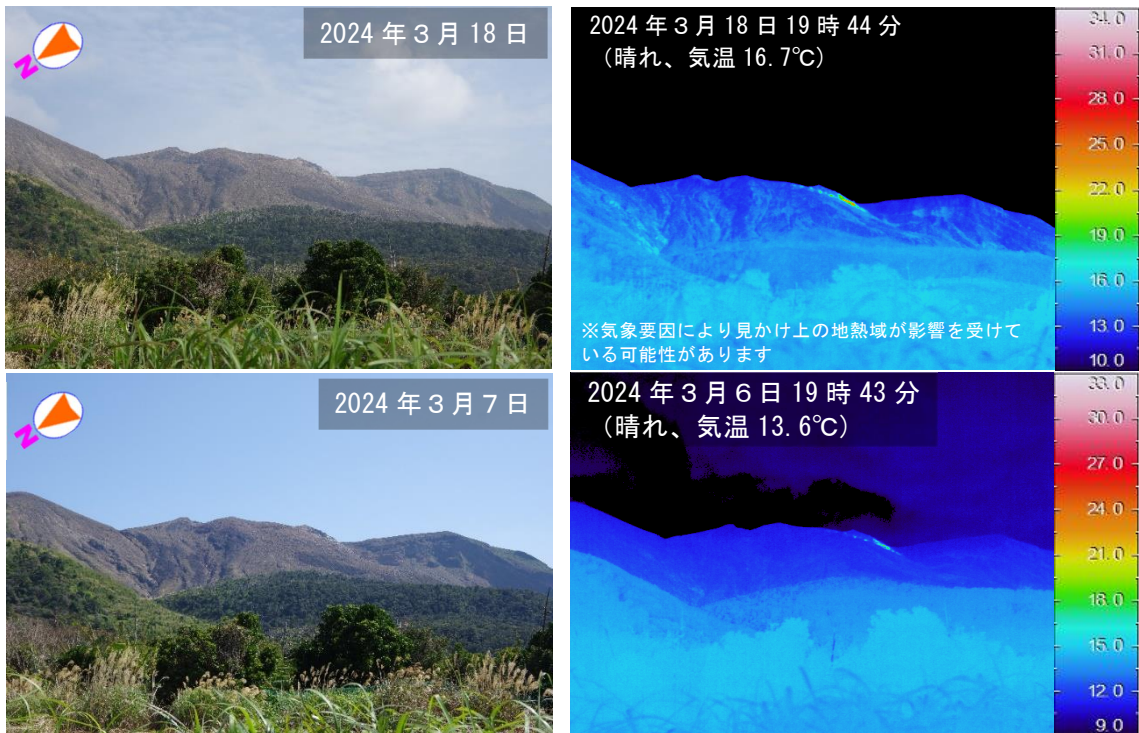 N
2024年3月18日
2024年3月18日19時44分
(晴れ、気温16.7℃)
34.0
31.0
28.0
25.0
22.0
19.0
16.0
13.0
10.0
※気象要因により見かけ上の地熱域が影響を受けて
いる可能性があります
N
2024年3月7日
2024年3月6日19時43分
(晴れ、気温13.6℃)
33.0
30.0
27.0
24.0
21.0
18.0
15.0
12.0
9.0